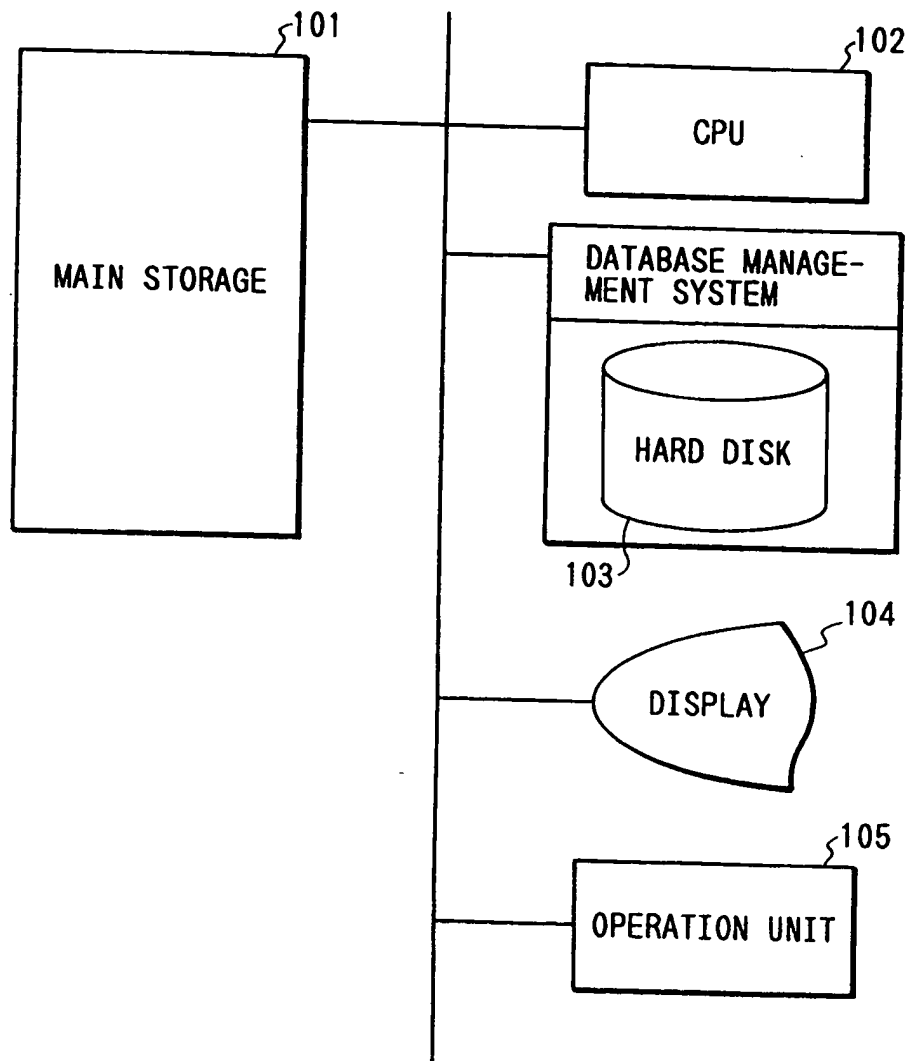 101
102
CPU
MAIN STORAGE
DATABASE MANAGE-
MENT SYSTEM
HARD DISK
103
104
DISPLAY
105
OPERATION UNIT